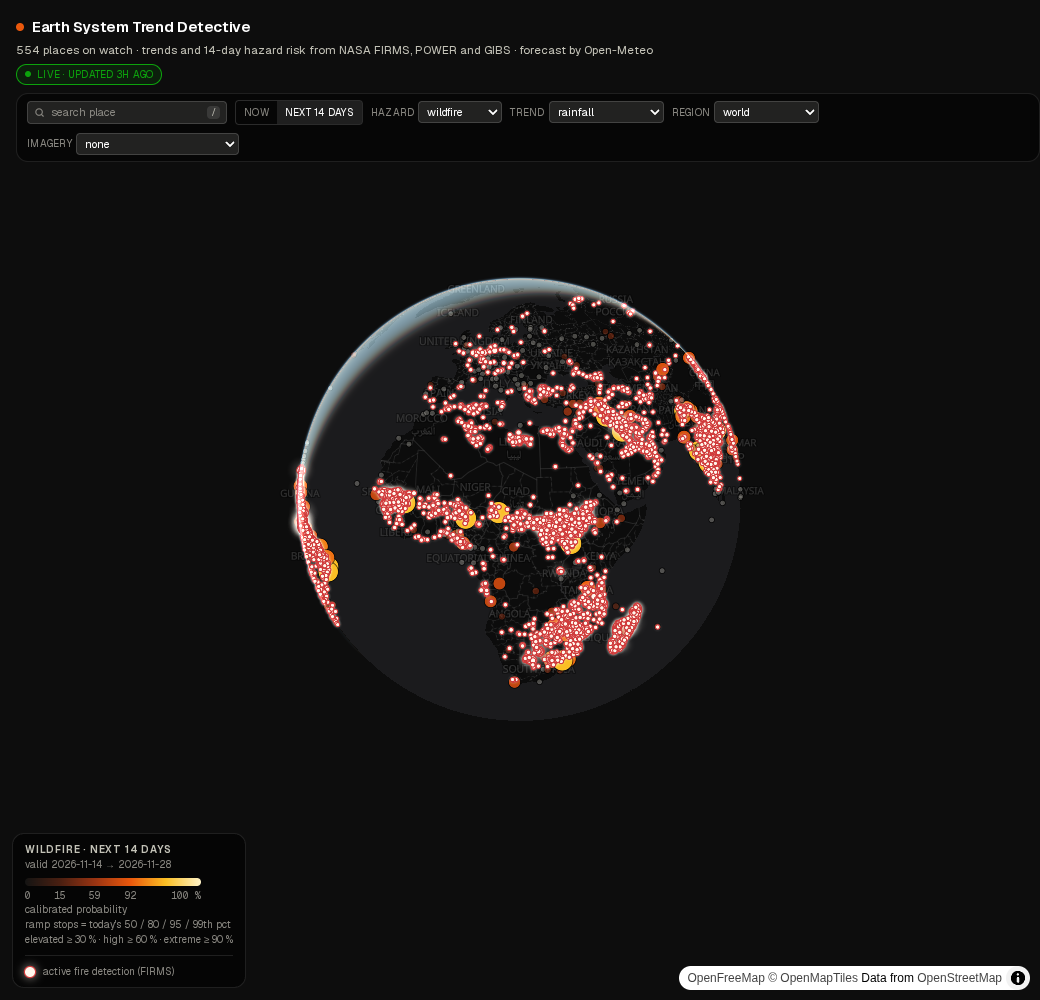 Earth System Trend Detective
554 places on watch · trends and 14-day hazard risk from NASA FIRMS, POWER and GIBS · forecast by Open-Meteo
LIVE · UPDATED 3H AGO
search place /
NOW NEXT 14 DAYS HAZARD wildfire TREND rainfall REGION world
IMAGERY none
GREENLAND
ICELAND
RUSSIA
FINLAND
UNITED KINGDOM
KAZAKHSTAN
MOROCCO
NIGER CHAD
EQUATORIAL GUINEA
ANGOLA
WILDFIRE · NEXT 14 DAYS
valid 2026-11-14 → 2026-11-28
0 15 59 92 100 %
calibrated probability
ramp stops = today's 50 / 80 / 95 / 99th pct
elevated ≥ 30 % · high ≥ 60 % · extreme ≥ 90 %
active fire detection (FIRMS)
OpenFreeMap © OpenMapTiles Data from OpenStreetMap